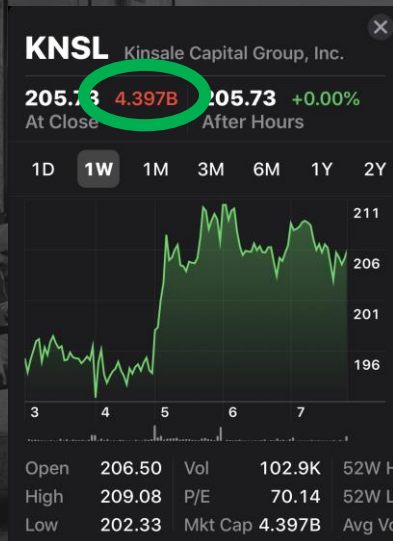 KNSL Kinsale Capital Group, Inc.
205.73 4.397B 205.73 +0.00%
At Close After Hours
1D 1W 1M 3M 6M 1Y 2Y
211
206
201
196
3 4 5 6 7
Open 206.50 Vol 102.9K 52W H
High 209.08 P/E 70.14 52W L
Low 202.33 Mkt Cap 4.397B Avg Vo